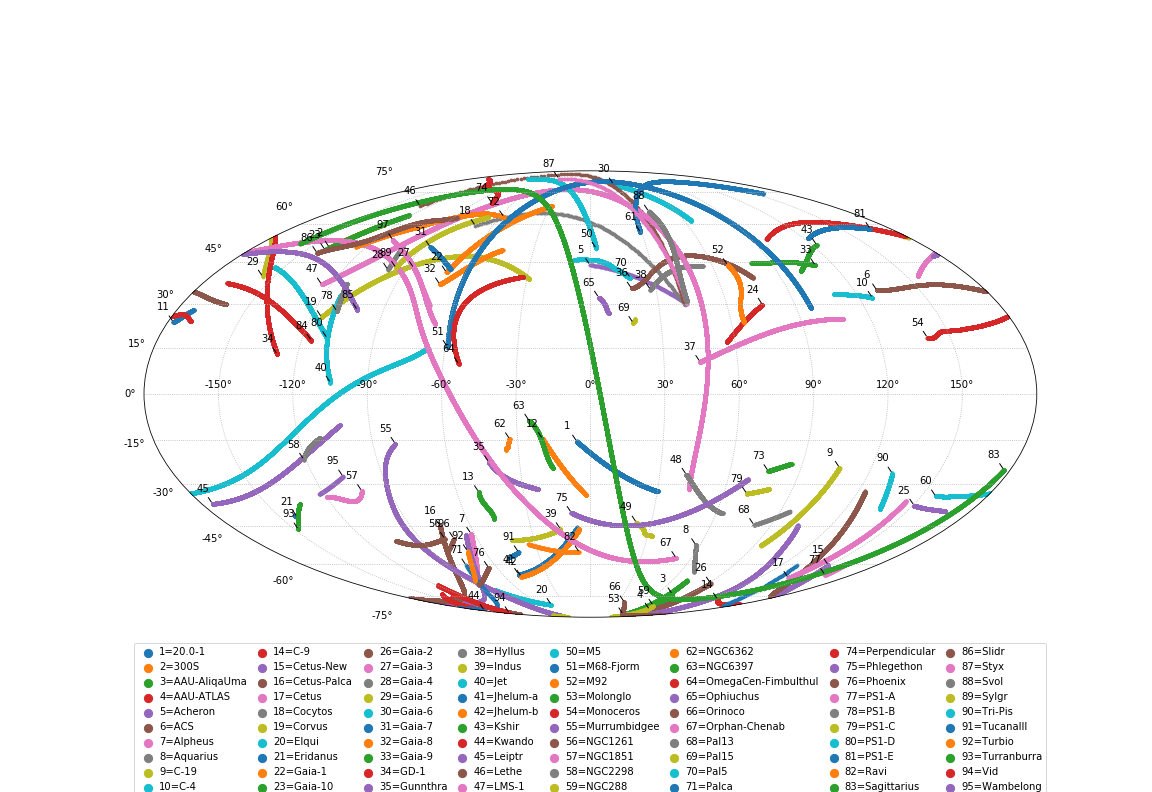 87 30
75°
46 74 72 88
60° 18 61 81
86 23 2 97 31 50 43
45° 28 89 27 22 5 52 33
29 47 32 70 36 38 6
30° 19 78 85 65 24 10
11 80 69
84 51 54
15° 34 64 37
40
0° -150° -120° -90° -60° -30° 0° 30° 60° 90° 120° 150°
63
-15° 55 62 12 1
58 35 9 83
95 57 13 48 73 90
-30° 45 79 60 25
21 75
93 16 7 39 49 68
-45° 92 91 82 8
71 76 67 15
-60° 42 26 17 77
20 66 3 14
-75° 44 94 53 4 59
1=20.0-1 14=C-9 26=Gaia-2 38=Hyllus 50=M5 62=NGC6362 74=Perpendicular 86=Slidr
2=300S 15=Cetus-New 27=Gaia-3 39=Indus 51=M68-Fjorm 63=NGC6397 75=Phlegethon 87=Styx
3=AAU-AliqaUma 16=Cetus-Palca 28=Gaia-4 40=Jet 52=M92 64=OmegaCen-Fimbulthul 76=Phoenix 88=Svol
4=AAU-ATLAS 17=Cetus 29=Gaia-5 41=Jhelum-a 53=Molonglo 65=Ophiuchus 77=PS1-A 89=Sylgr
5=Acheron 18=Cocytos 30=Gaia-6 42=Jhelum-b 54=Monoceros 66=Orinoco 78=PS1-B 90=Tri-Pis
6=ACS 19=Corvus 31=Gaia-7 43=Kshir 55=Murrumbidgee 67=Orphan-Chenab 79=PS1-C 91=TucanaIII
7=Alpheus 20=Elqui 32=Gaia-8 44=Kwando 56=NGC1261 68=Pal13 80=PS1-D 92=Turbio
8=Aquarius 21=Eridanus 33=Gaia-9 45=Leiptr 57=NGC1851 69=Pal15 81=PS1-E 93=Turranburra
9=C-19 22=Gaia-1 34=GD-1 46=Lethe 58=NGC2298 70=Pal5 82=Ravi 94=Vid
10=C-4 23=Gaia-10 35=Gunnthra 47=LMS-1 59=NGC288 71=Palca 83=Sagittarius 95=Wambelong